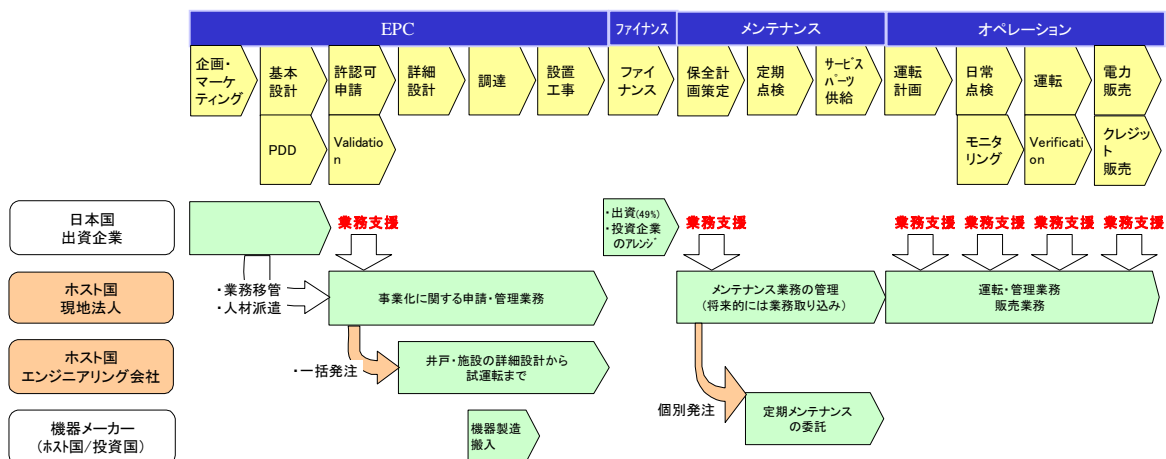 EPC
ファイナンス
メンテナンス
オペレーション
企画・
マーケ
ティング
基本
設計
許認可
申請
詳細
設計
調達
設置
工事
ファイ
ナンス
保全計
画策定
定期
点検
サービス
パーツ
供給
運転
計画
日常
点検
運転
電力
販売
PDD
Validatio
n
モニタ
リング
Verificati
on
クレジッ
ト
販売
日本国
出資企業
業務支援
・出資(49%)
・投資企業
のアレンジ
業務支援
業務支援
業務支援
業務支援
業務支援
ホスト国
現地法人
・業務移管
・人材派遣
事業化に関する申請・管理業務
メンテナンス業務の管理
(将来的には業務取り込み)
運転・管理業務
販売業務
ホスト国
エンジニアリング会社
・一括発注
井戸・施設の詳細設計から
試運転まで
個別発注
定期メンテナンス
の委託
機器メーカー
(ホスト国/投資国)
機器製造
搬入